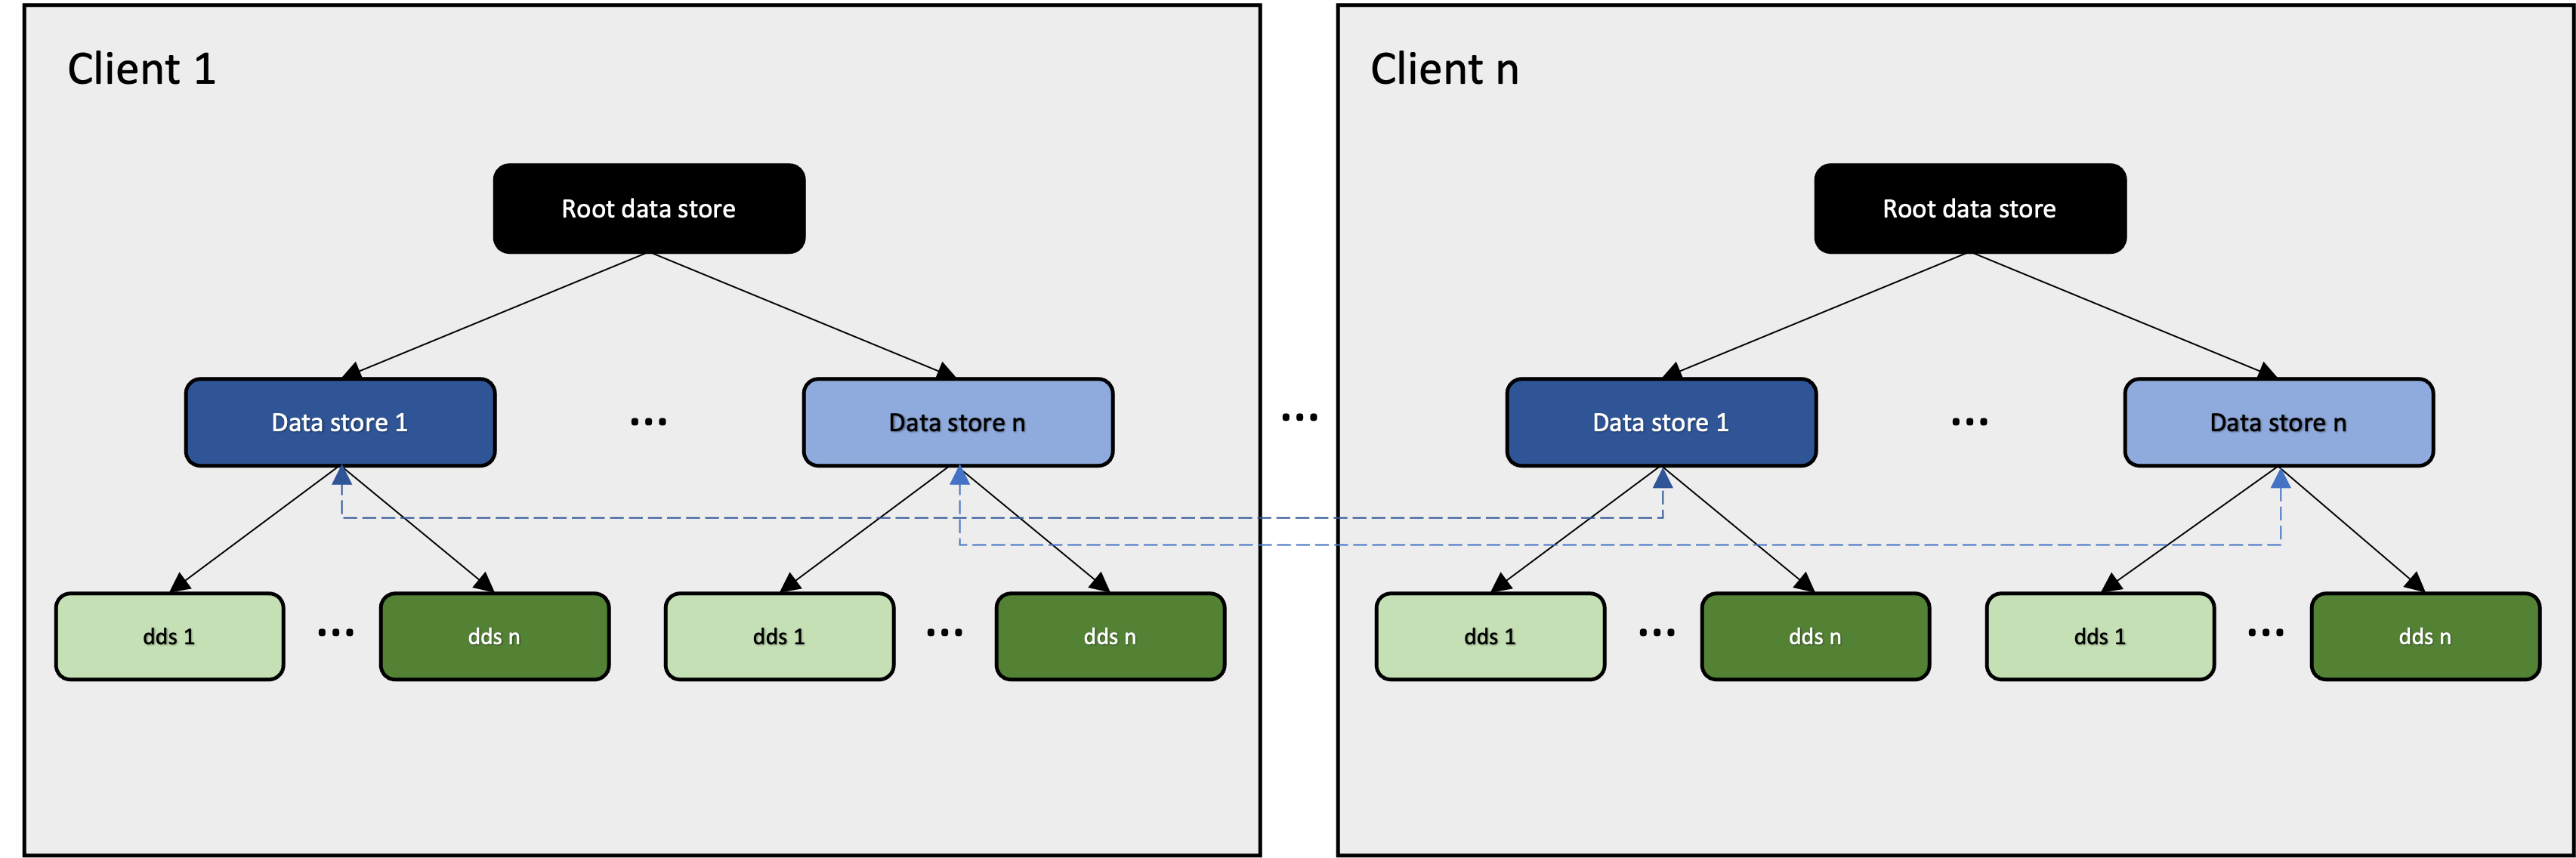 Client 1
Root data store
Data store 1
...
Data store n
dds 1
...
dds n
dds 1
...
dds n
...
Client n
Root data store
Data store 1
...
Data store n
dds 1
...
dds n
dds 1
...
dds n